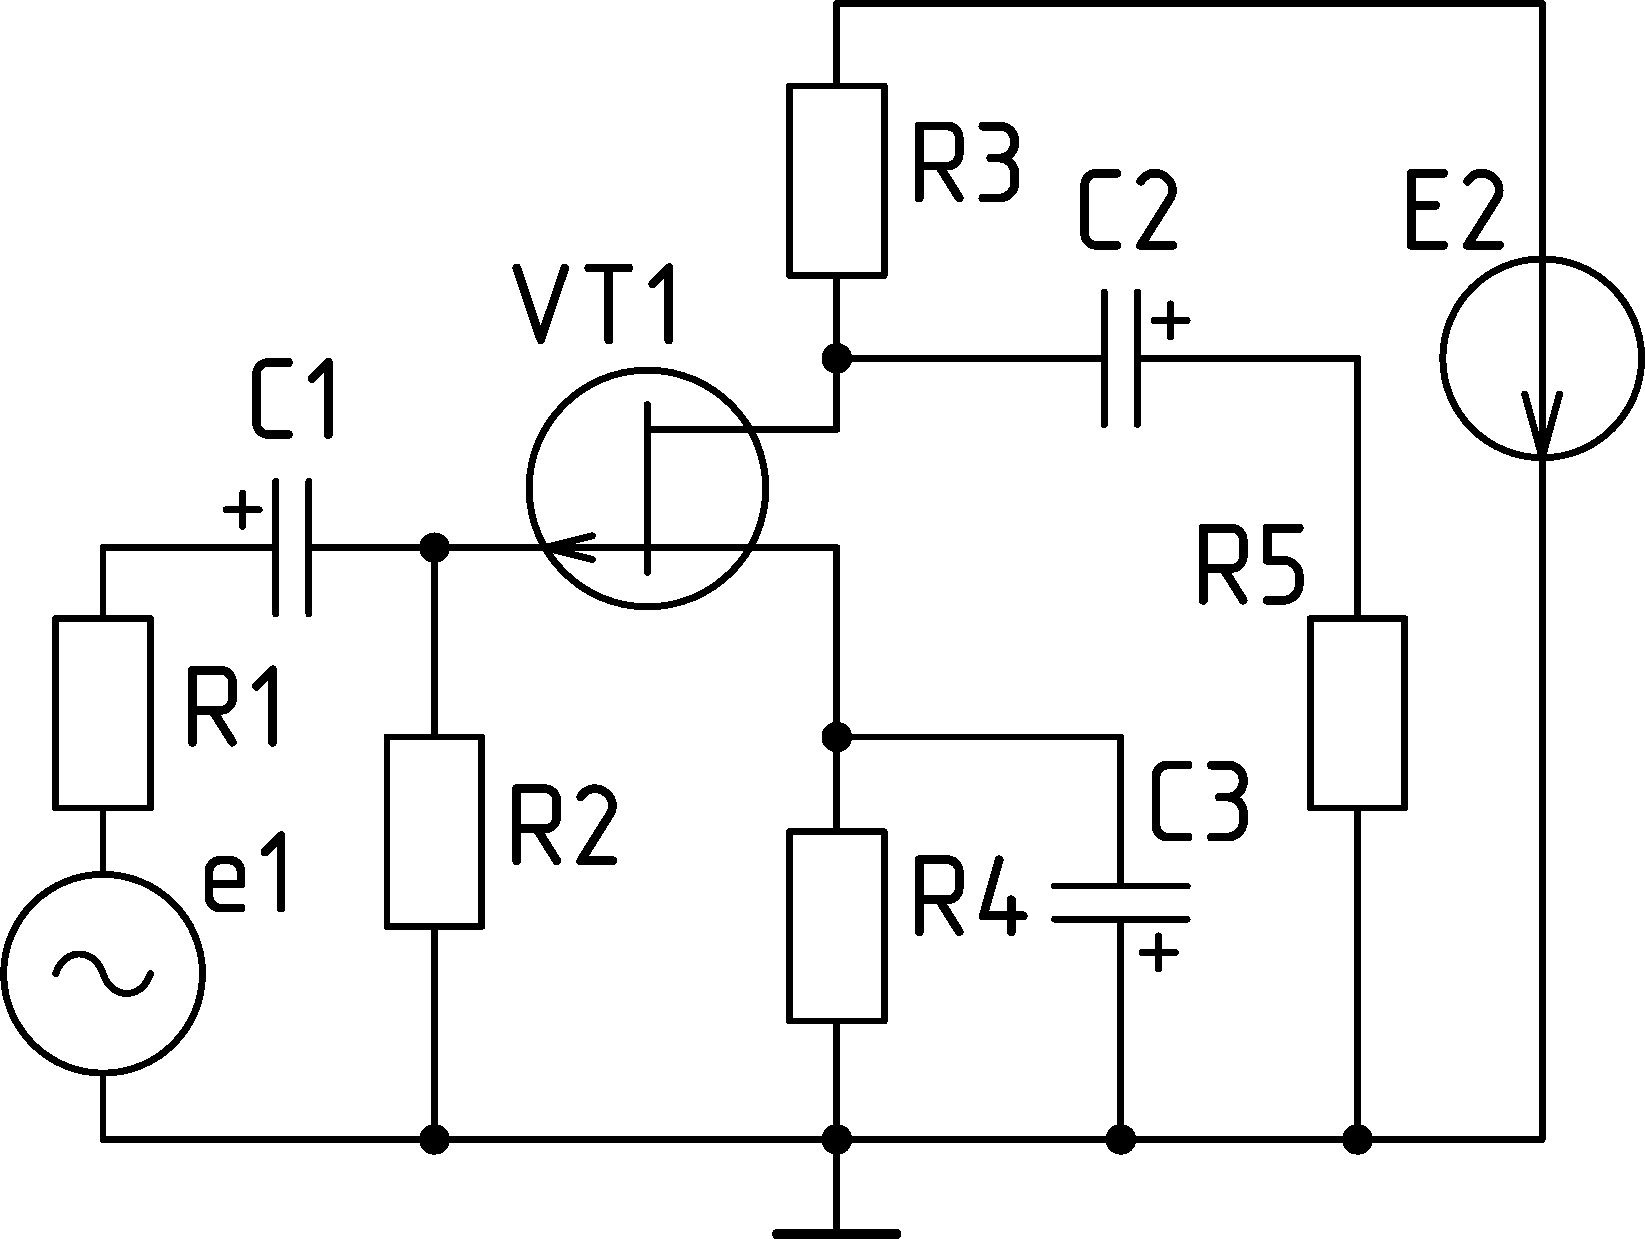 R3
C2
E2
VT1
+
C1
+
R5
R1
R2
C3
e1
R4
+